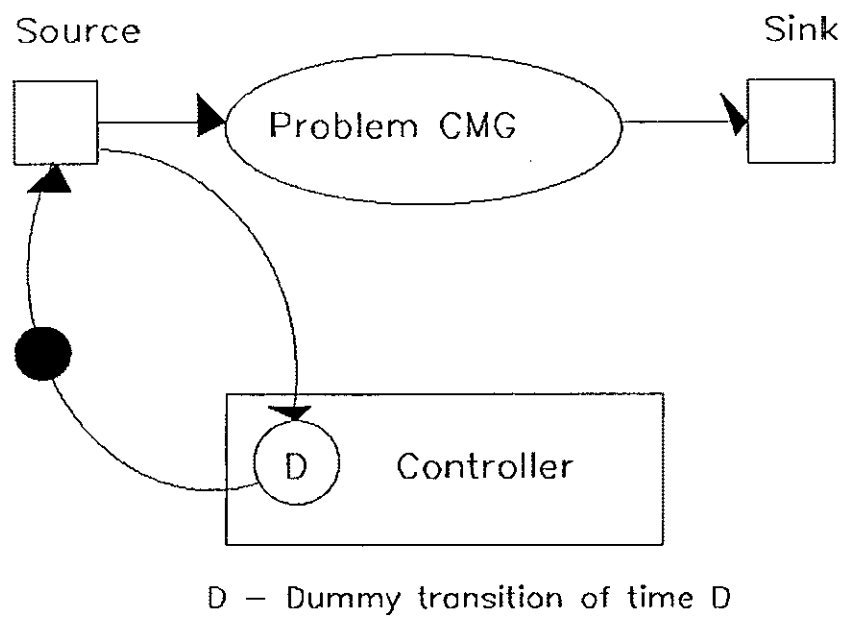 Source
Sink
Problem CMG
D
Controller
D – Dummy transition of time D